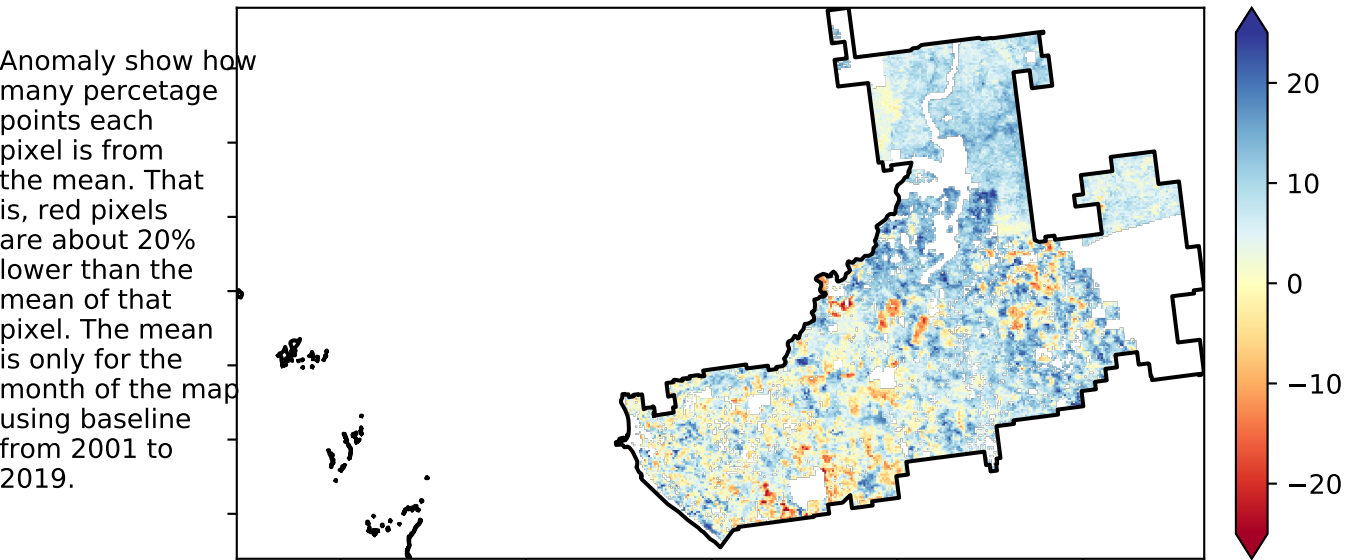 Anomaly show how
many percetage
points each
pixel is from
the mean. That
is, red pixels
are about 20%
lower than the
mean of that
pixel. The mean
is only for the
month of the map
using baseline
from 2001 to
2019.
20
10
0
−10
−20